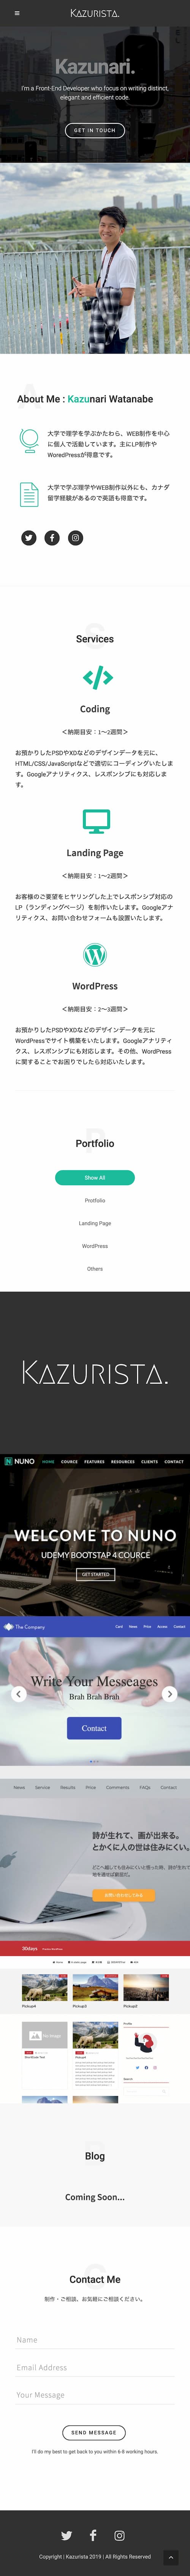 KAZURISTA.
Kazunari.
I'm a Front-End Developer who focus on writing distinct,
elegant and efficient code.
GET IN TOUCH
About Me : Kazunari Watanabe
大学で理学を学ぶかたわら、WEB制作を中心
に個人で活動しています。主にLP制作や
WoredPressが得意です。
大学で学ぶ理学やWEB制作以外にも、カナダ
留学経験があるので英語も得意です。
S
Services
Coding
＜納期目安：1〜2週間＞
お預かりしたPSDやXDなどのデザインデータを元に、
HTML/CSS/JavaScriptなどで適切にコーディングいたしま
す。Googleアナリティクス、レスポンシブにも対応しま
す。
Landing Page
＜納期目安：1〜2週間＞
お客様のご要望をヒヤリングした上でレスポンシブ対応の
LP（ランディングページ）を制作いたします。Googleアナ
リティクス、お問い合わせフォームも設置いたします。
WordPress
＜納期目安：2〜3週間＞
お預かりしたPSDやXDなどのデザインデータを元に
WordPressでサイト構築をいたします。Googleアナリティ
クス、レスポンシブにも対応します。その他、WordPress
に関することでお困りでしたら対応いたします。
P
Portfolio
Show All
Protfolio
Landing Page
WordPress
Others
KAZURISTA.
N NUNO HOME COURCE FEATURES RESOURCES CLIENTS CONTACT
WELCOME TO NUNO
UDEMY BOOTSTAP 4 COURCE
GET STARTED
The Company Card News Price Access Contact
Write Your Messeages
Brah Brah Brah
Contact
News Service Results Price Comments FAQs Contact
詩が生れて、画が出来る。
とかくに人の世は住みにくい。
30days
Pickup4 Pickup3 Pickup2
No Image
Profile
Search
Blog
Coming Soon...
Contact Me
制作・ご相談、お気軽にご相談ください。
Name
Email Address
Your Message
SEND MESSAGE
I'll do my best to get back to you within 6-8 working hours.
Copyright | Kazurista 2019 | All Rights Reserved